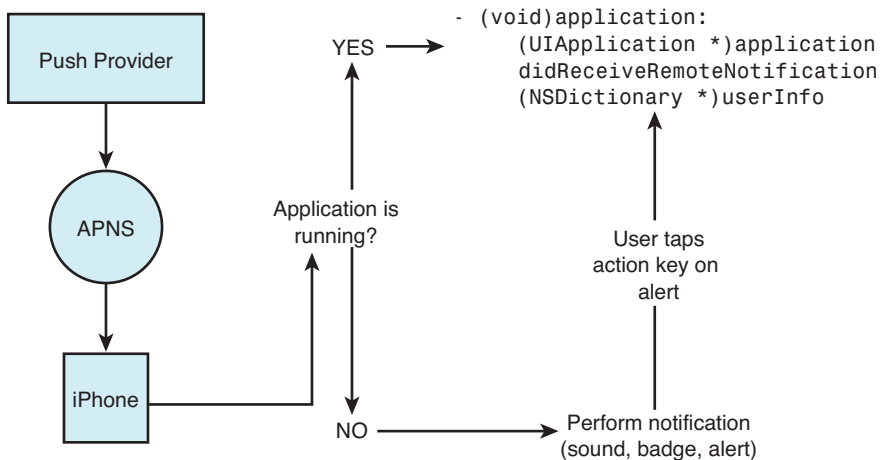 Push Provider
APNS
iPhone
Application is
running?
YES
- (void)application:
(UIApplication *)application
didReceiveRemoteNotification
(NSDictionary *)userInfo
NO
Perform notification
(sound, badge, alert)
User taps
action key on
alert